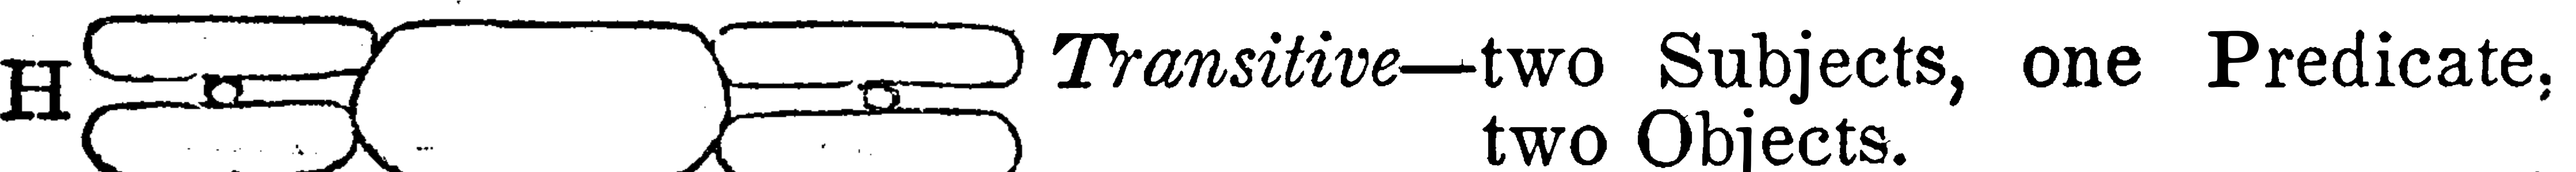 H Transitive—two Subjects, one Predicate,
two Objects.